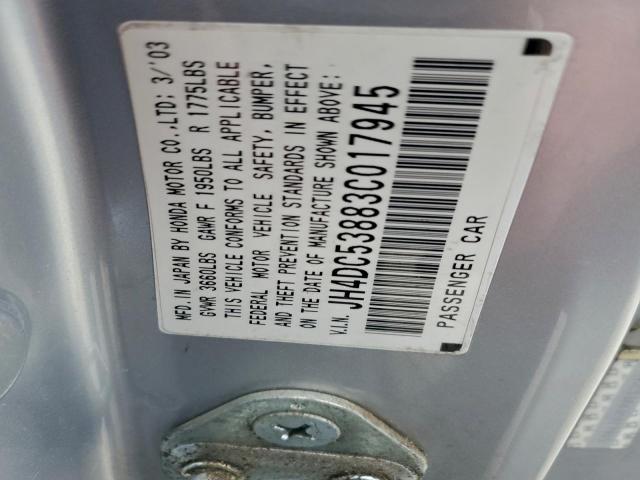 MFD. IN JAPAN BY HONDA MOTOR CO.,LTD; 3/'03
GVWR 3660LBS GAWR F 1950LBS R 1775LBS
THIS VEHICLE CONFORMS TO ALL APPLICABLE
FEDERAL MOTOR VEHICLE SAFETY, BUMPER,
AND THEFT PREVENTION STANDARDS IN EFFECT
ON THE DATE OF MANUFACTURE SHOWN ABOVE;
V.I.N. JH4DC53883C017945
PASSENGER CAR